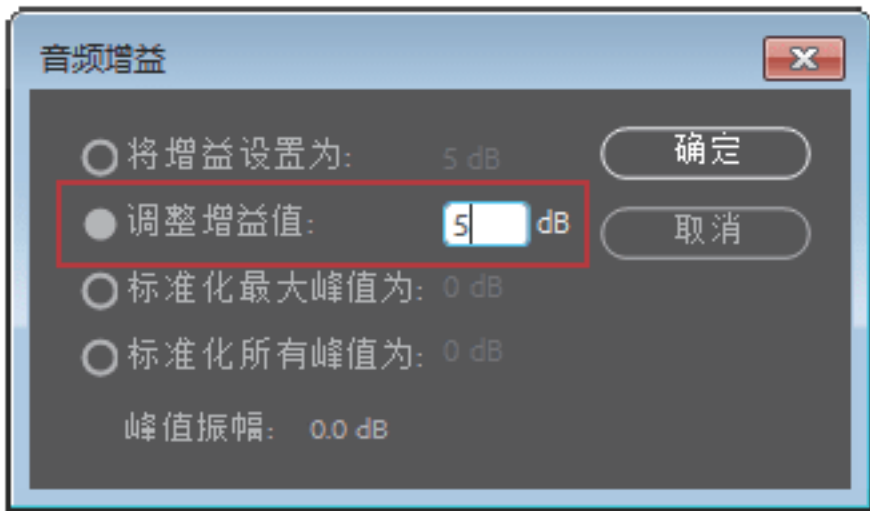 音频增益
将增益设置为: 5 dB 确定
调整增益值: 5 dB 取消
标准化最大峰值为: 0 dB
标准化所有峰值为: 0 dB
峰值振幅: 0.0 dB